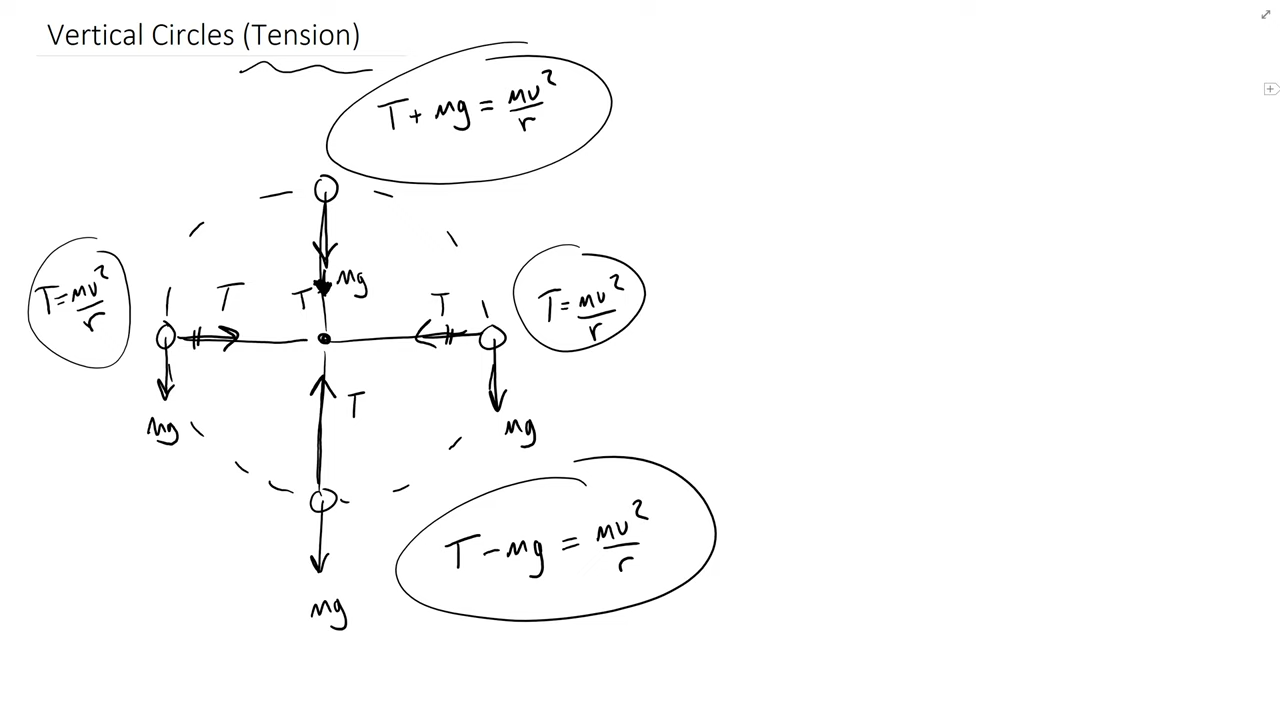 Vertical Circles (Tension)
T + mg = mv²/r
mg
T
T = mv²/r
T
T
T = mv²/r
T
mg
mg
T - mg = mv²/r
mg